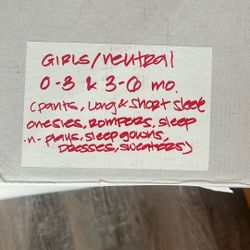 GIRLS/neutral
0-3 & 3-6 mo.
(pants, long & short sleeve
onesies, rompers, sleep
-n-plays, sleep gowns,
Dresses, sweaters)